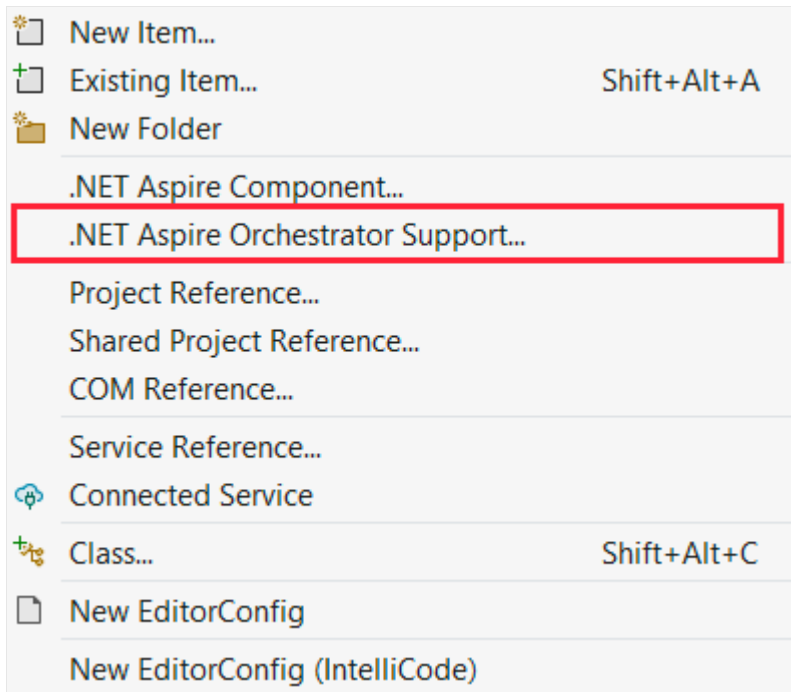 New Item...
Existing Item... Shift+Alt+A
New Folder
.NET Aspire Component...
.NET Aspire Orchestrator Support...
Project Reference...
Shared Project Reference...
COM Reference...
Service Reference...
Connected Service
Class... Shift+Alt+C
New EditorConfig
New EditorConfig (IntelliCode)